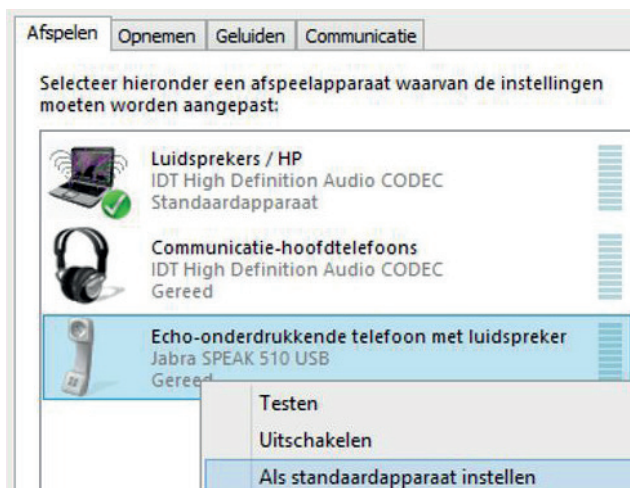 Afspelen Opnemen Geluiden Communicatie
Selecteer hieronder een afspeelapparaat waarvan de instellingen
moeten worden aangepast:
Luidsprekers / HP
IDT High Definition Audio CODEC
Standaardapparaat
Communicatie-hoofdtelefoons
IDT High Definition Audio CODEC
Gereed
Echo-onderdrukkende telefoon met luidspreker
Jabra SPEAK 510 USB
Gereed
Testen
Uitschakelen
Als standaardapparaat instellen